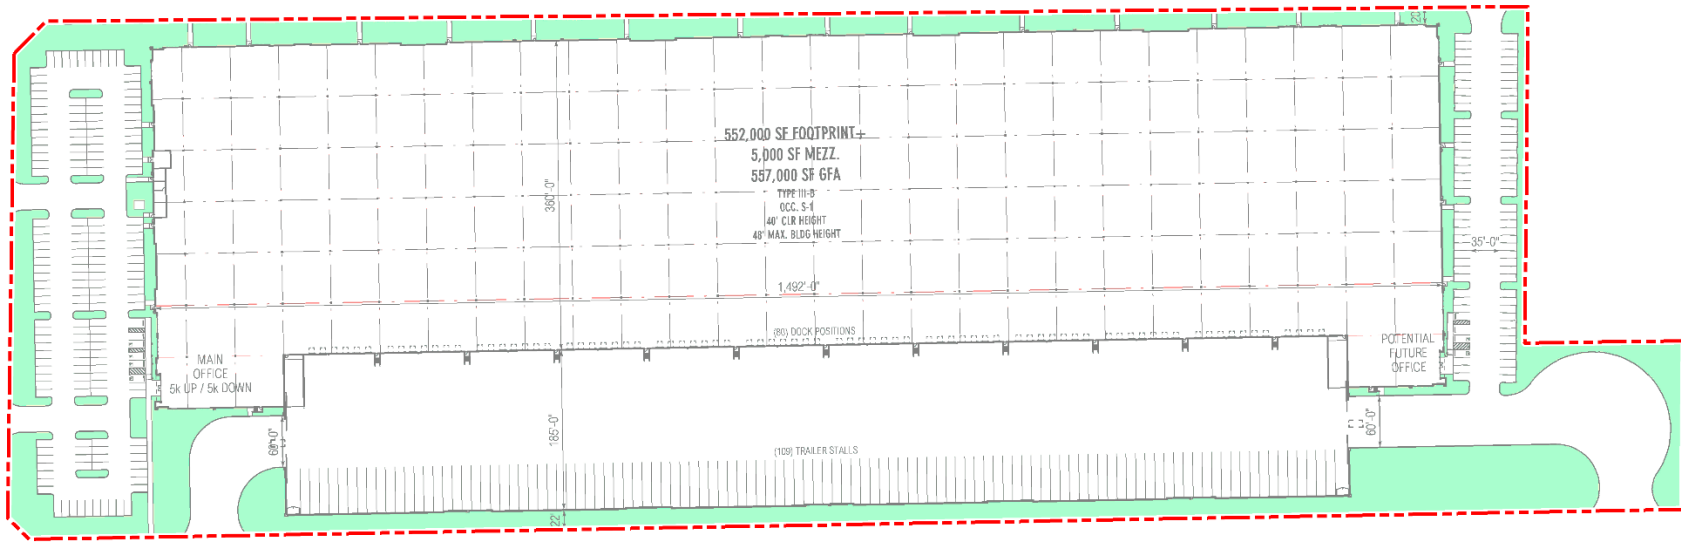 20'
552,000 SF FOOTPRINT
5,000 SF MEZZ.
557,000 SF GFA
TYPE III-B
OCC. S-1
40' CLR HEIGHT
48' MAX. BLDG HEIGHT
360'-0"
35'-0"
1,492'-0"
(80) DOCK POSITIONS
MAIN
OFFICE
5k UP / 5k DOWN
POTENTIAL
FUTURE
OFFICE
60'-0"
185'-0"
60'-0"
(109) TRAILER STALLS
22'